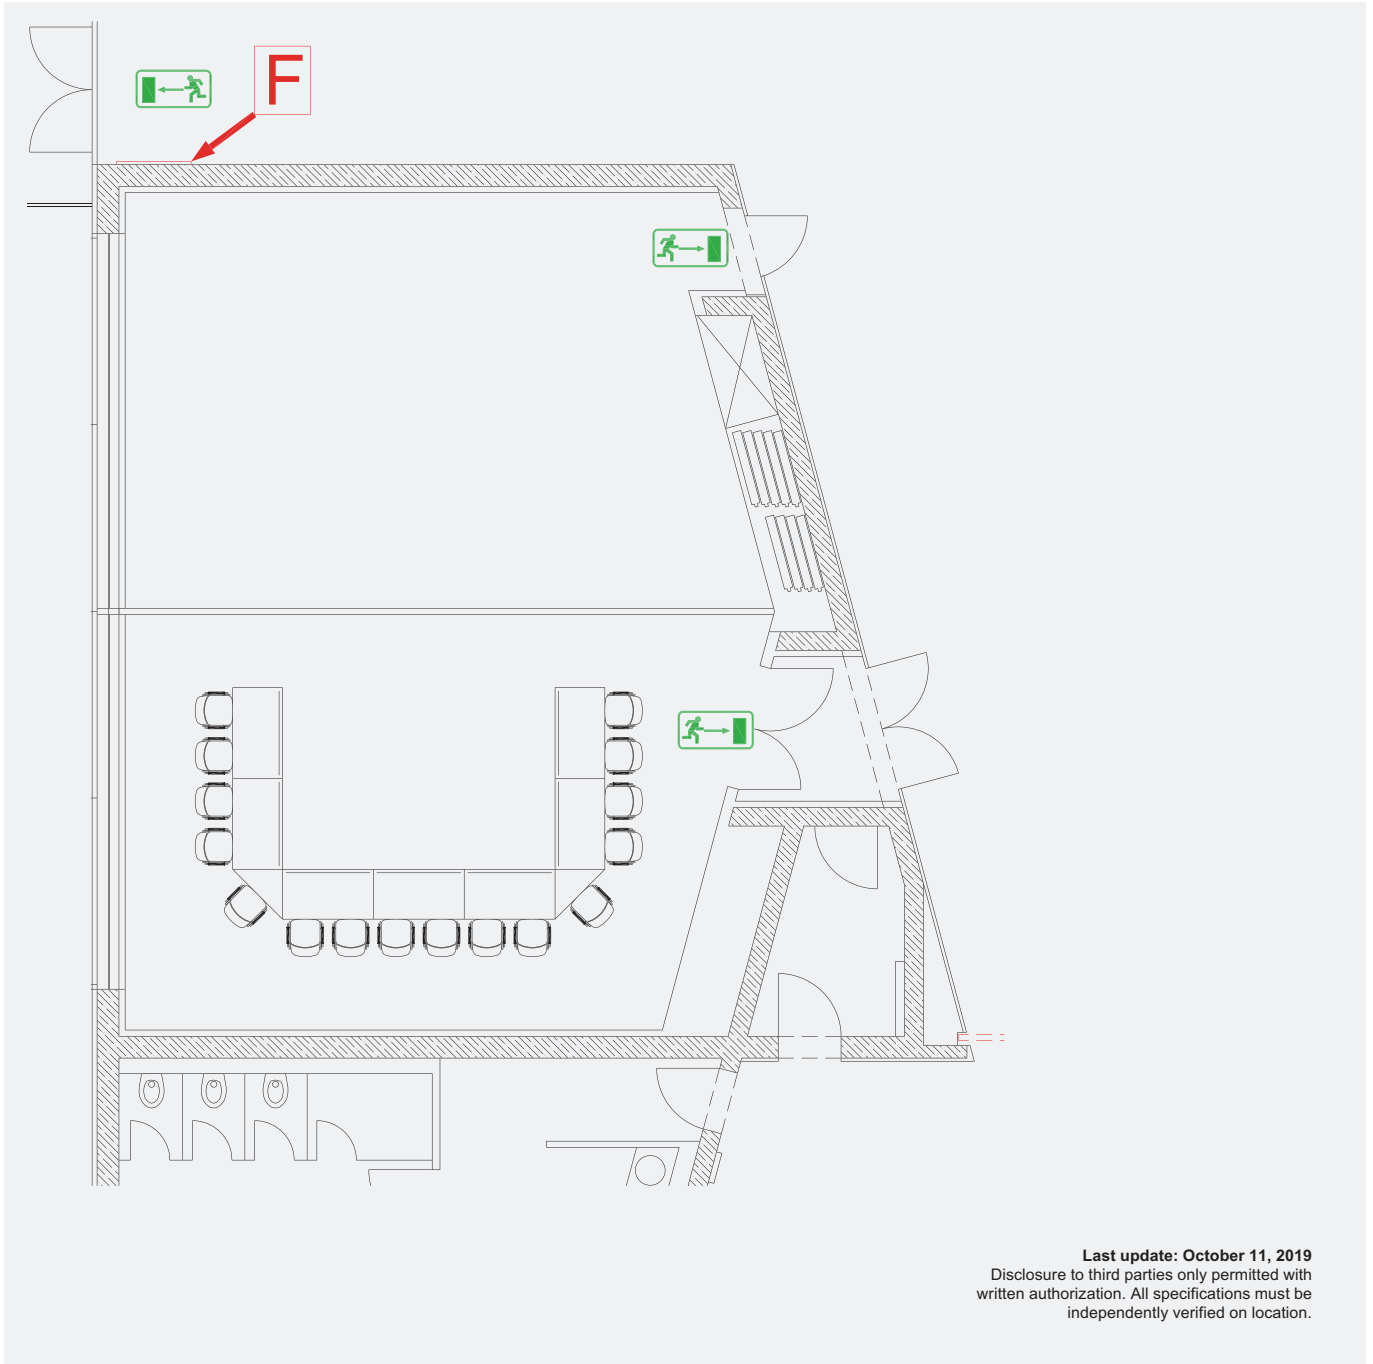 F
Last update: October 11, 2019
Disclosure to third parties only permitted with
written authorization. All specifications must be
independently verified on location.